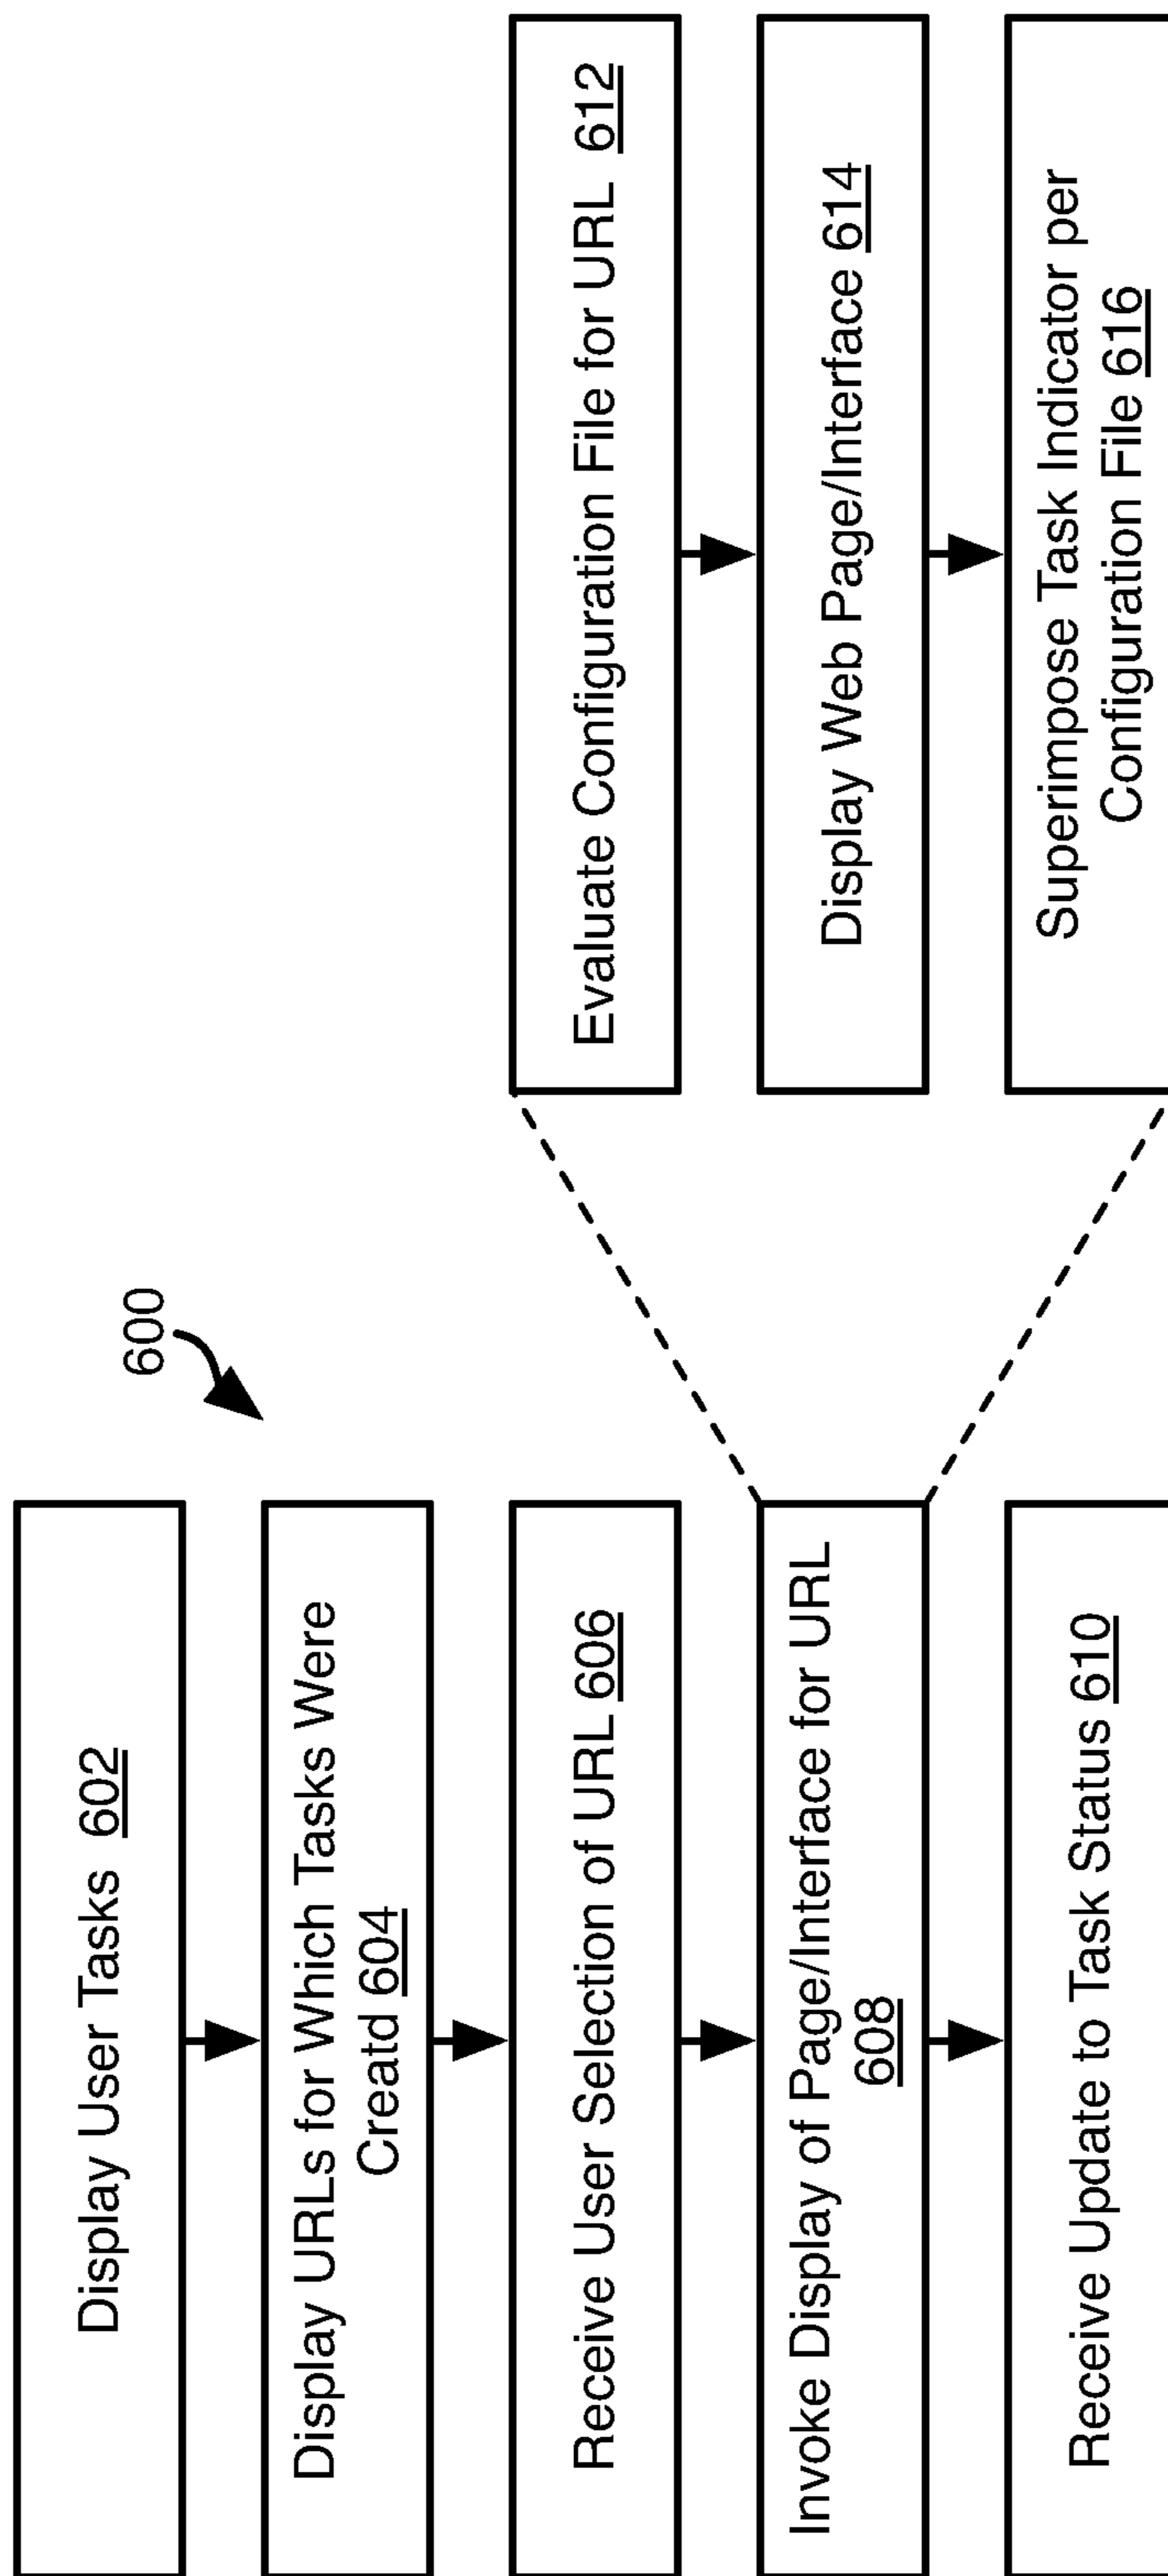 600
Display User Tasks 602
Display URLs for Which Tasks Were
Creatd 604
Receive User Selection of URL 606
Invoke Display of Page/Interface for URL
608
Receive Update to Task Status 610
Evaluate Configuration File for URL 612
Display Web Page/Interface 614
Superimpose Task Indicator per
Configuration File 616